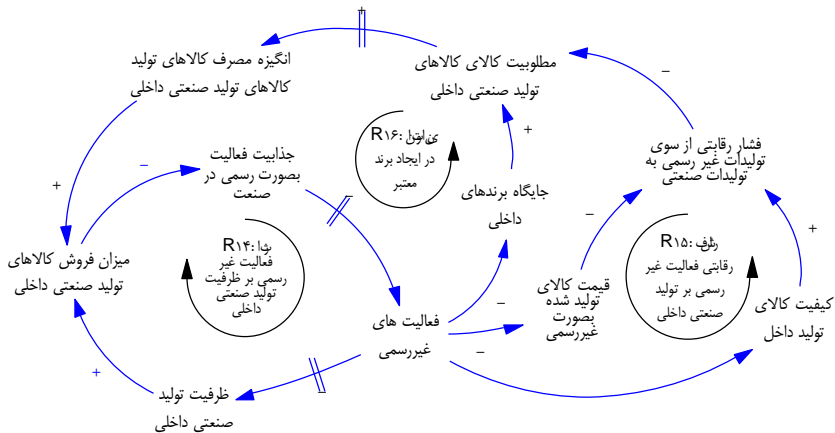 انگیزه مصرف کالاهای تولید
کالاهای تولید صنعتی داخلی
مطلوبیت کالای کالاهای
تولید صنعتی داخلی
فشار رقابتی از سوی
تولیدات غیر رسمی به
تولیدات صنعتی
R۱۶:
در ایجاد برند
معتبر
جذابیت فعالیت
بصورت رسمی در
صنعت
جایگاه برندهای
داخلی
میزان فروش کالاهای
تولید صنعتی داخلی
R۱۴:
فعالیت غیر
رسمی بر ظرفیت
تولید صنعتی
داخلی
R۱۵:
رقابتی فعالیت غیر
رسمی بر تولید
صنعتی داخلی
قیمت کالای
تولید شده
بصورت
غیررسمی
کیفیت کالای
تولید داخل
فعالیت های
غیررسمی
ظرفیت تولید
صنعتی داخلی
+
+
+
+
+
+
–
–
–
–
–
–
–
–